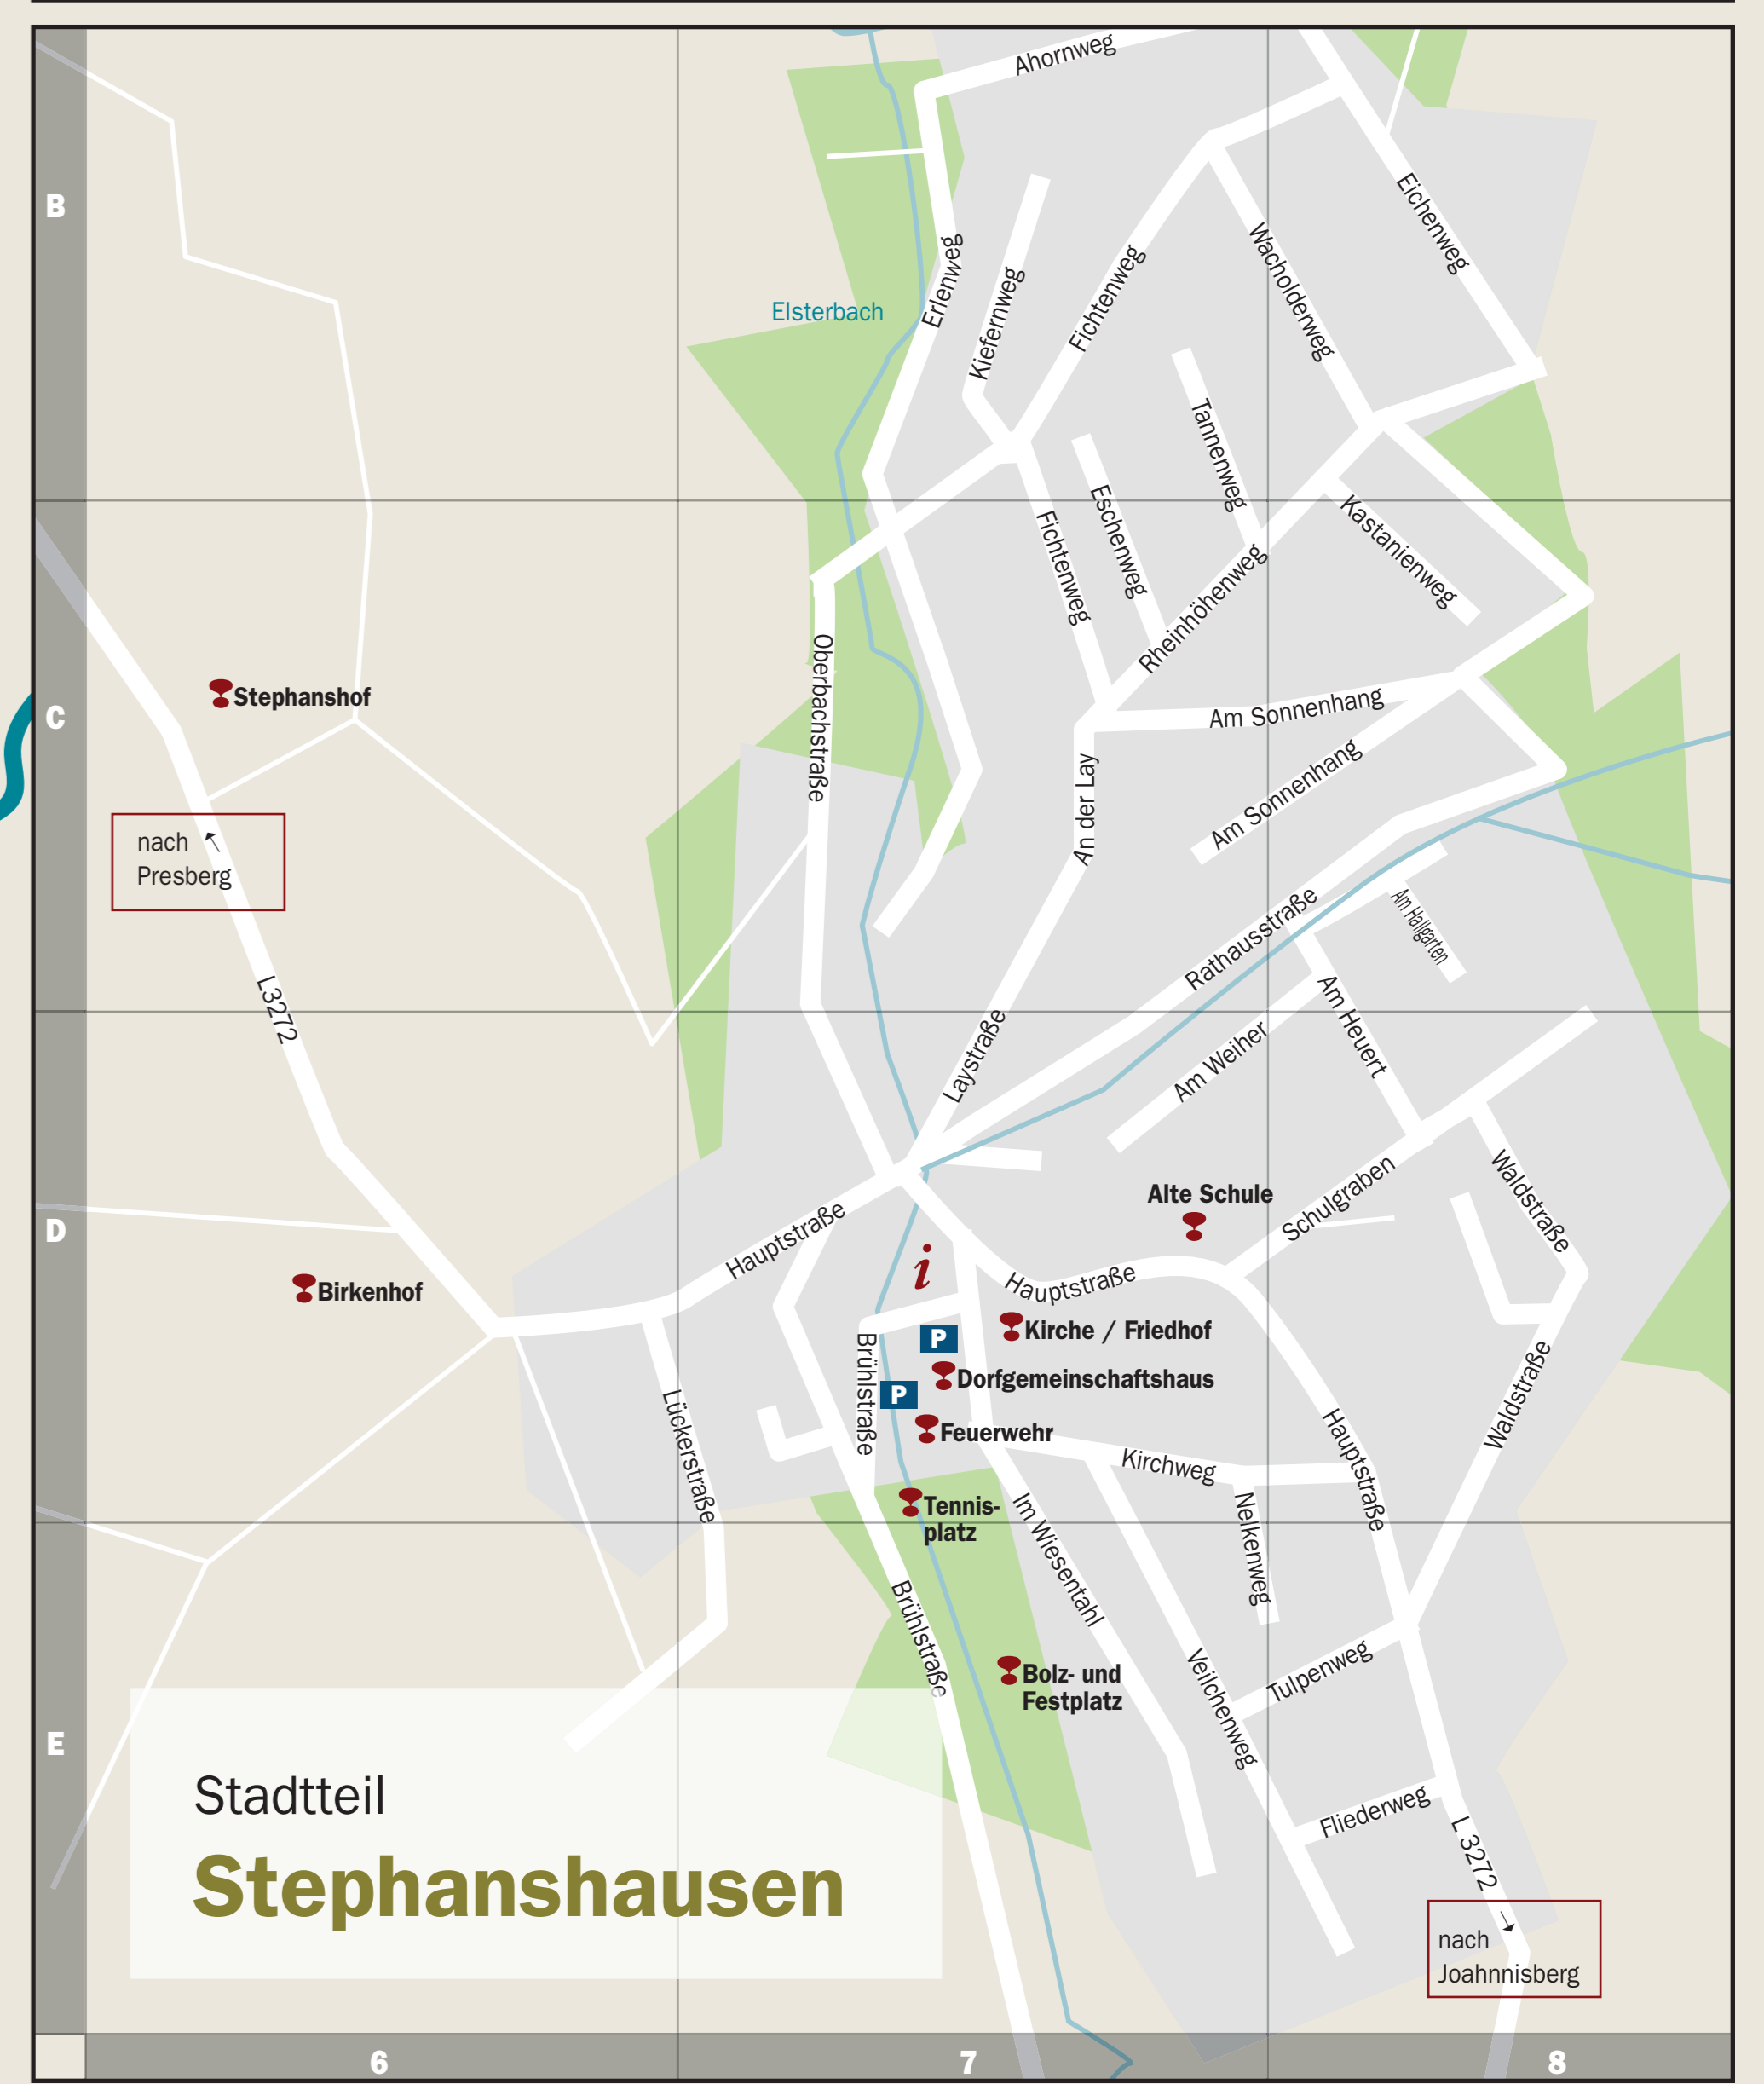 Ahornweg
B
Eichenweg
Erlenweg
Kiefernweg
Fichtenweg
Wacholderweg
Elsterbach
Tannenweg
Eschenweg
Fichtenweg
Kastanienweg
Rheinhöhenweg
Oberbachstraße
Stephanshof
C
Am Sonnenhang
Am Sonnenhang
An der Lay
nach
Presberg
Rathausstraße
Am Hallgarten
L3272
Am Heuert
Laystraße
Am Weiher
Alte Schule
Schulgraben
Waldstraße
D
Hauptstraße
i
Hauptstraße
Birkenhof
Kirche / Friedhof
P
Brühlstraße
Dorfgemeinschaftshaus
P
Waldstraße
Lückerstraße
Feuerwehr
Kirchweg
Hauptstraße
Tennis-
platz
Im Wiesentahl
Nelkenweg
Brühlstraße
Bolz- und
Festplatz
Veilchenweg
Tulpenweg
E
Stadtteil
Fliederweg
L 3272
Stephanshausen
nach
Joahnnisberg
6
7
8